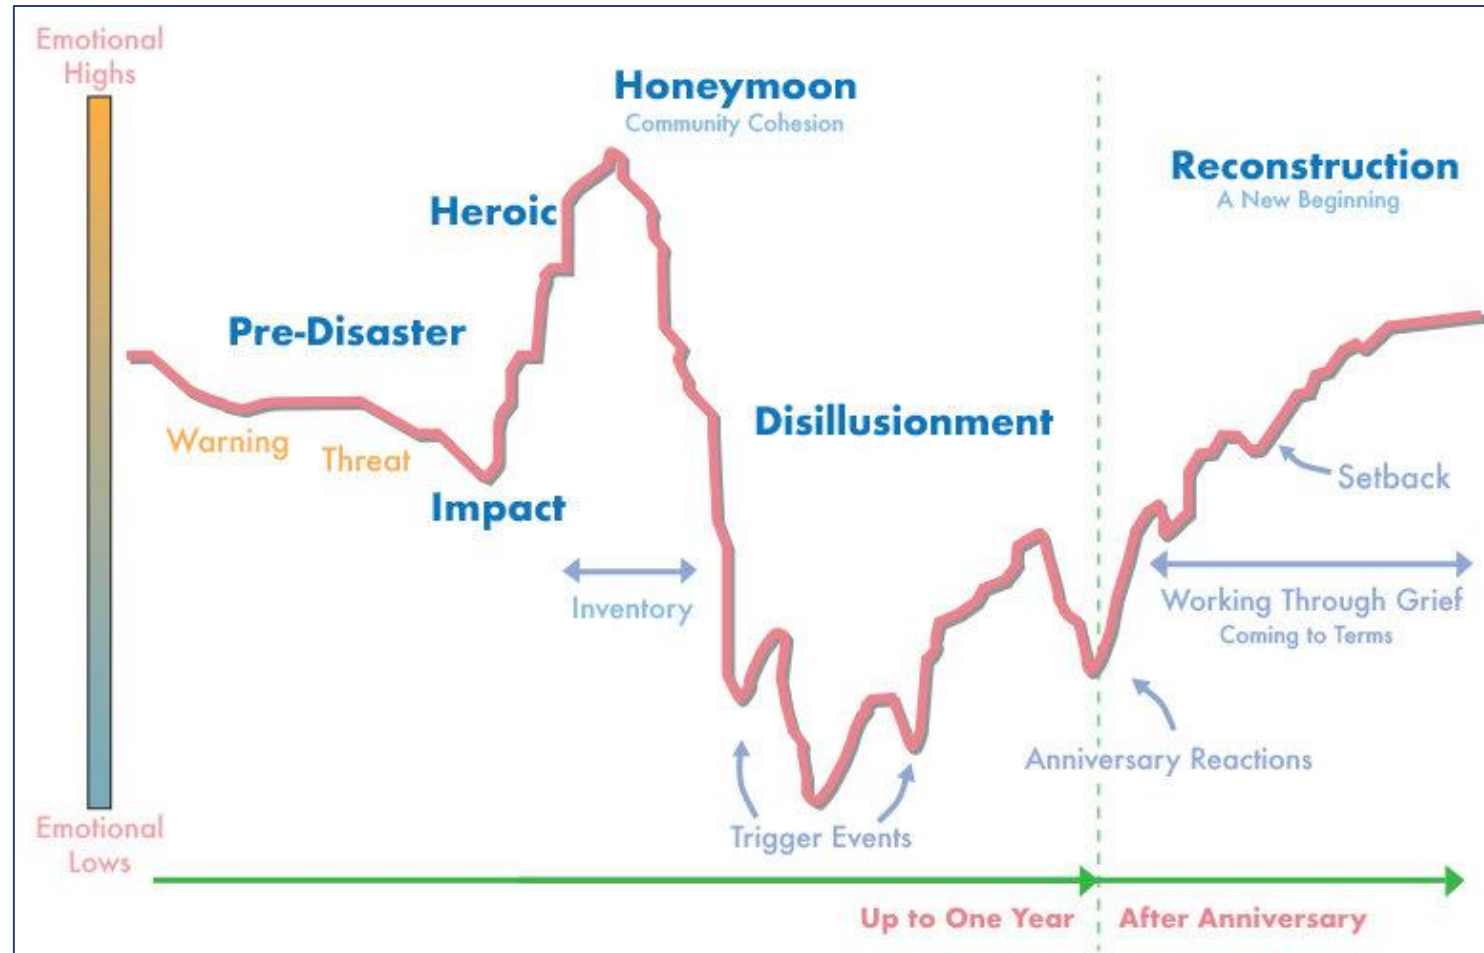 Emotional
Highs
Honeymoon
Community Cohesion
Reconstruction
A New Beginning
Heroic
Pre-Disaster
Warning
Threat
Impact
Disillusionment
Setback
Inventory
Working Through Grief
Coming to Terms
Anniversary Reactions
Trigger Events
Emotional
Lows
Up to One Year
After Anniversary